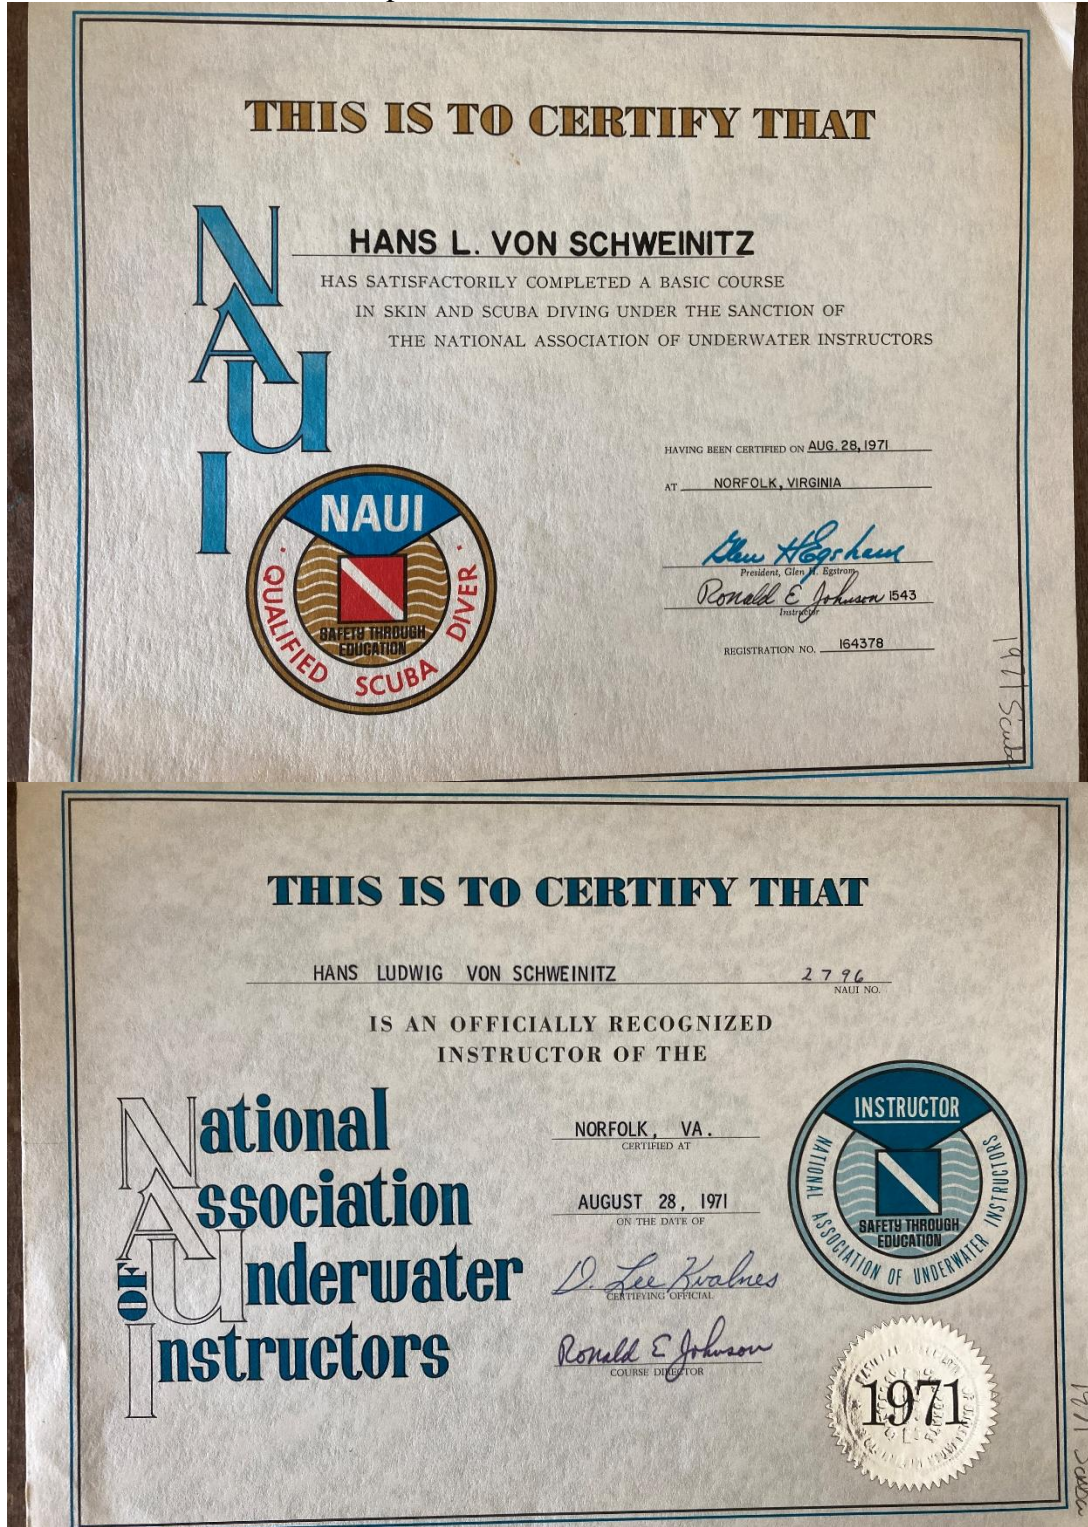 THIS IS TO CERTIFY THAT
NAUI
HANS L. VON SCHWEINITZ
HAS SATISFACTORILY COMPLETED A BASIC COURSE
IN SKIN AND SCUBA DIVING UNDER THE SANCTION OF
THE NATIONAL ASSOCIATION OF UNDERWATER INSTRUCTORS
HAVING BEEN CERTIFIED ON AUG. 28, 1971
AT NORFOLK, VIRGINIA
Glen H Egstrom
President, Glen H. Egstrom
Ronald E Johnson 1543
Instructor
REGISTRATION NO. 164378
NAUI
SAFETY THROUGH
EDUCATION
· QUALIFIED SCUBA DIVER ·
1971 Scuba
THIS IS TO CERTIFY THAT
HANS LUDWIG VON SCHWEINITZ 2796
NAUI NO.
IS AN OFFICIALLY RECOGNIZED
INSTRUCTOR OF THE
National
Association
OF Underwater
Instructors
NORFOLK, VA.
CERTIFIED AT
AUGUST 28, 1971
ON THE DATE OF
D. Lee Kvalnes
CERTIFYING OFFICIAL
Ronald E Johnson
COURSE DIRECTOR
INSTRUCTOR
SAFETY THROUGH
EDUCATION
NATIONAL ASSOCIATION OF UNDERWATER INSTRUCTORS
1971
1971 Scuba